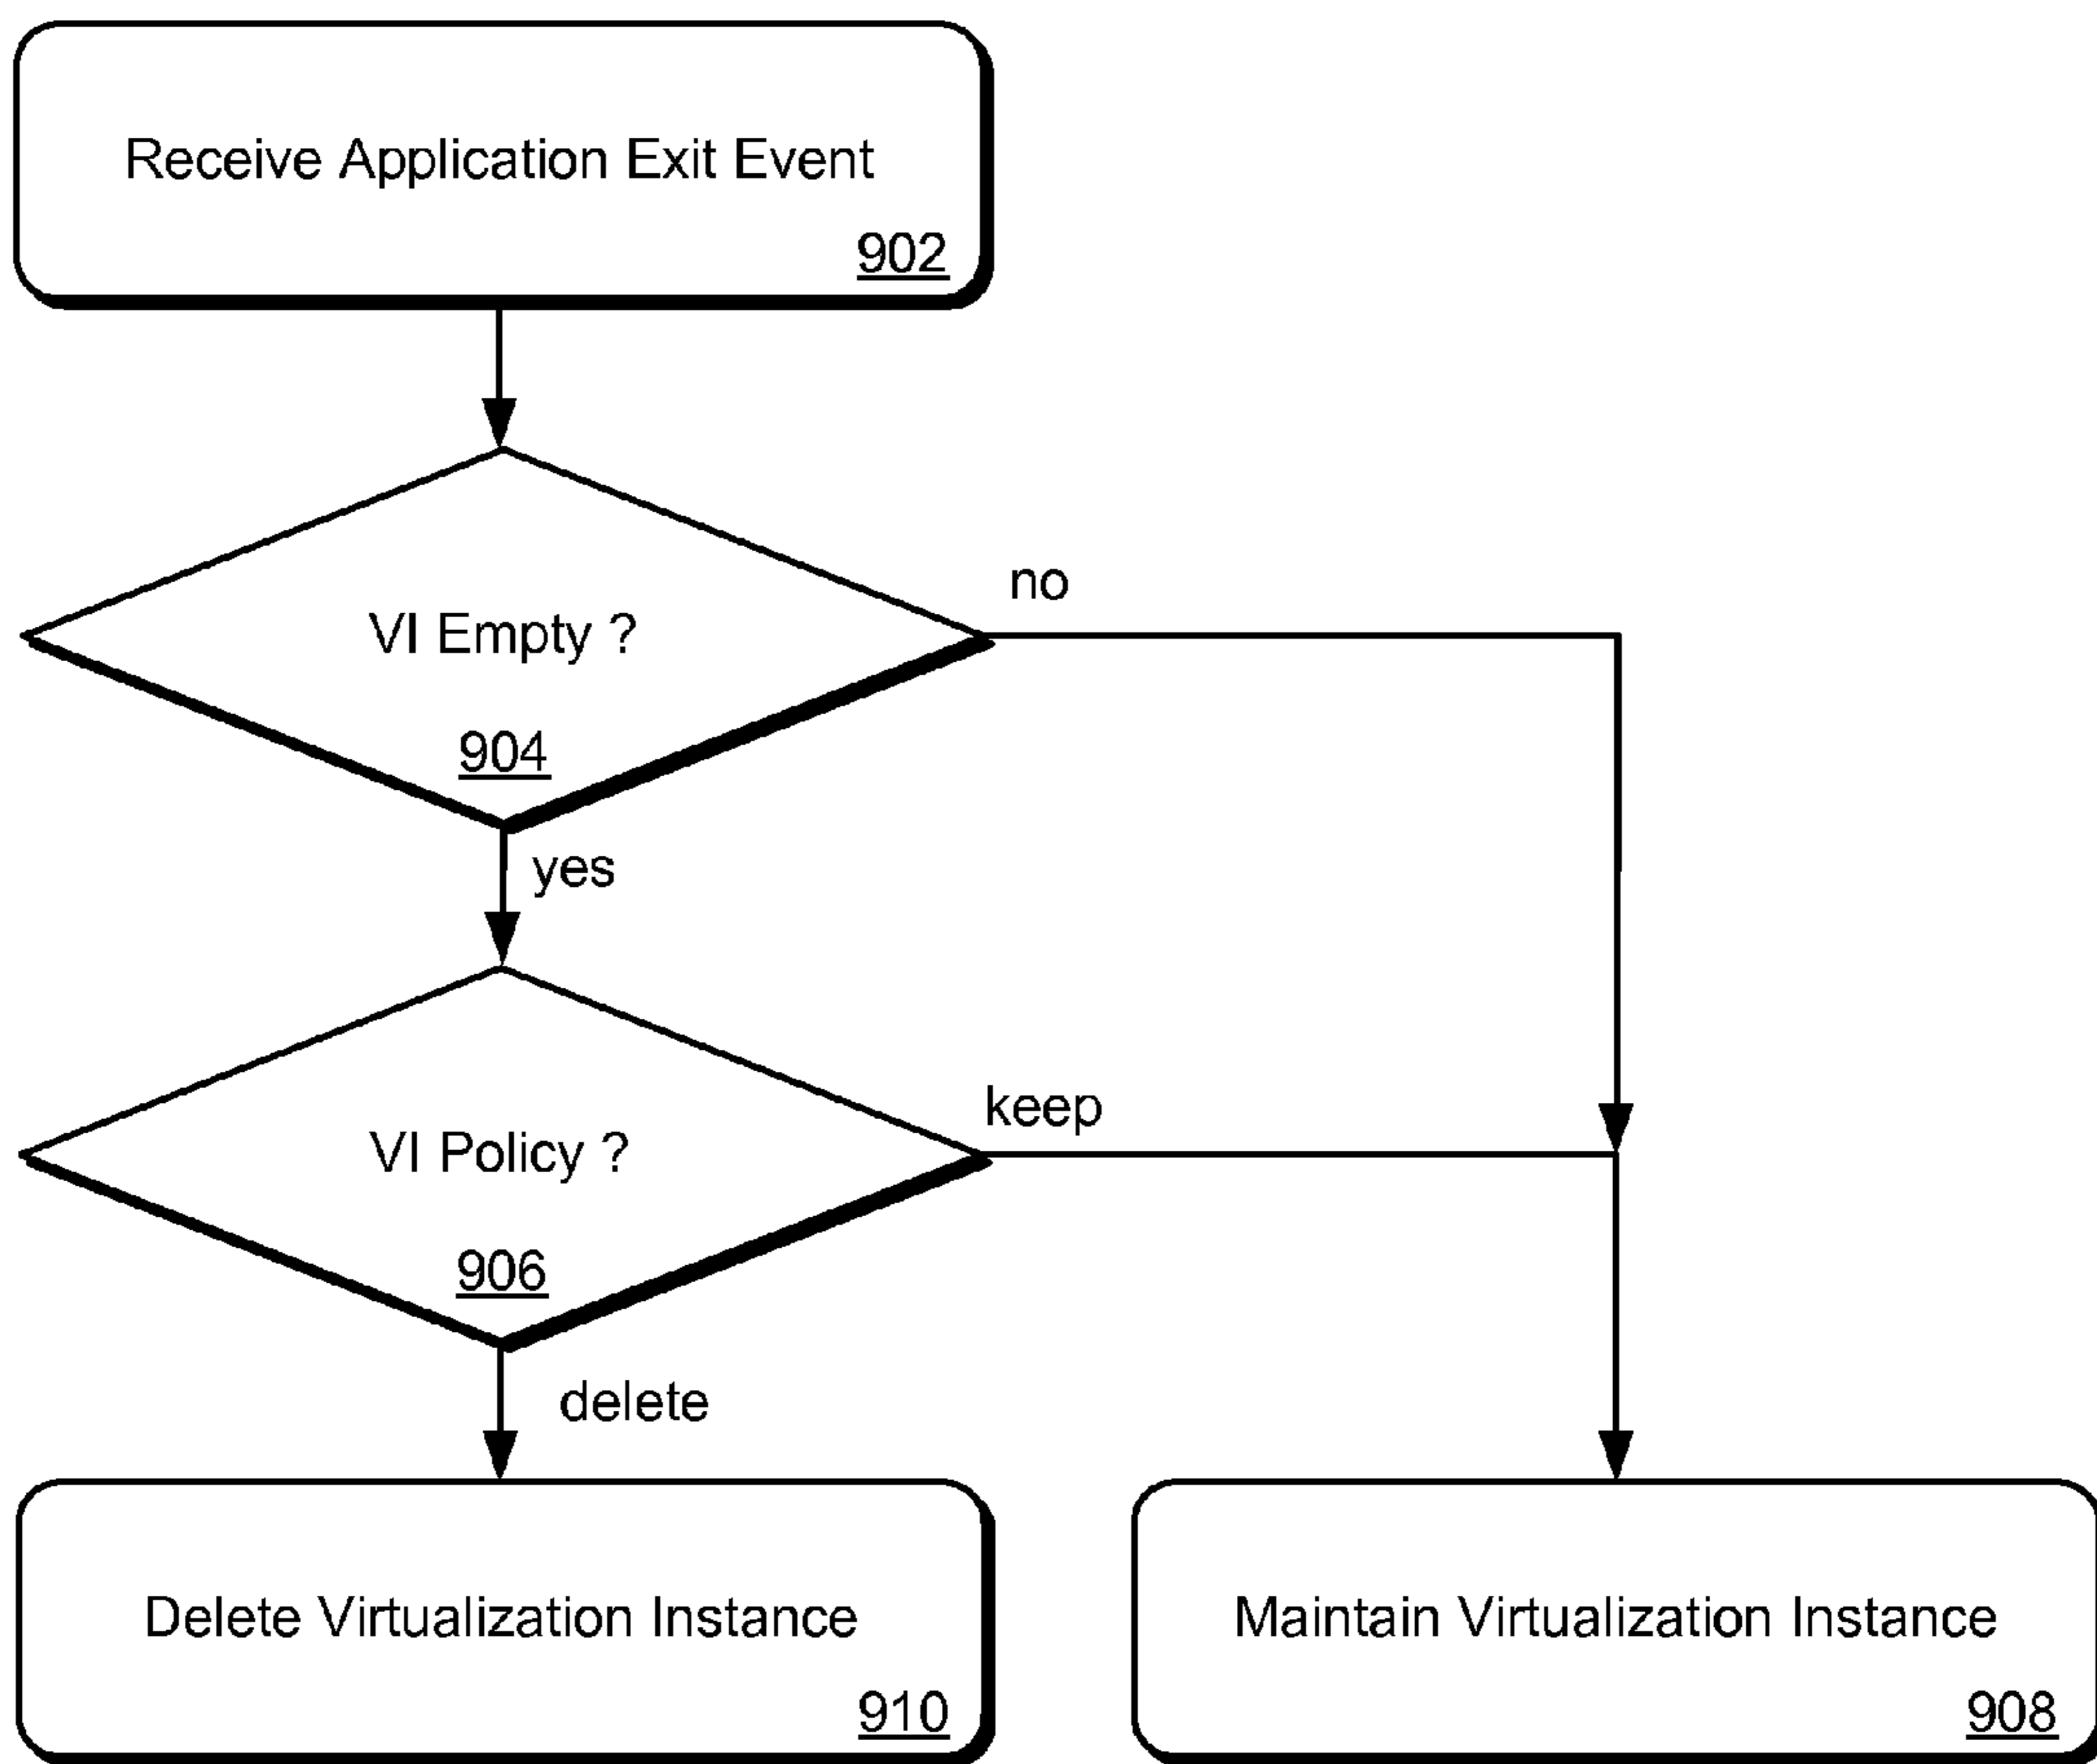 Receive Application Exit Event
902
no
VI Empty ?
904
yes
keep
VI Policy ?
906
delete
Delete Virtualization Instance
910
Maintain Virtualization Instance
908